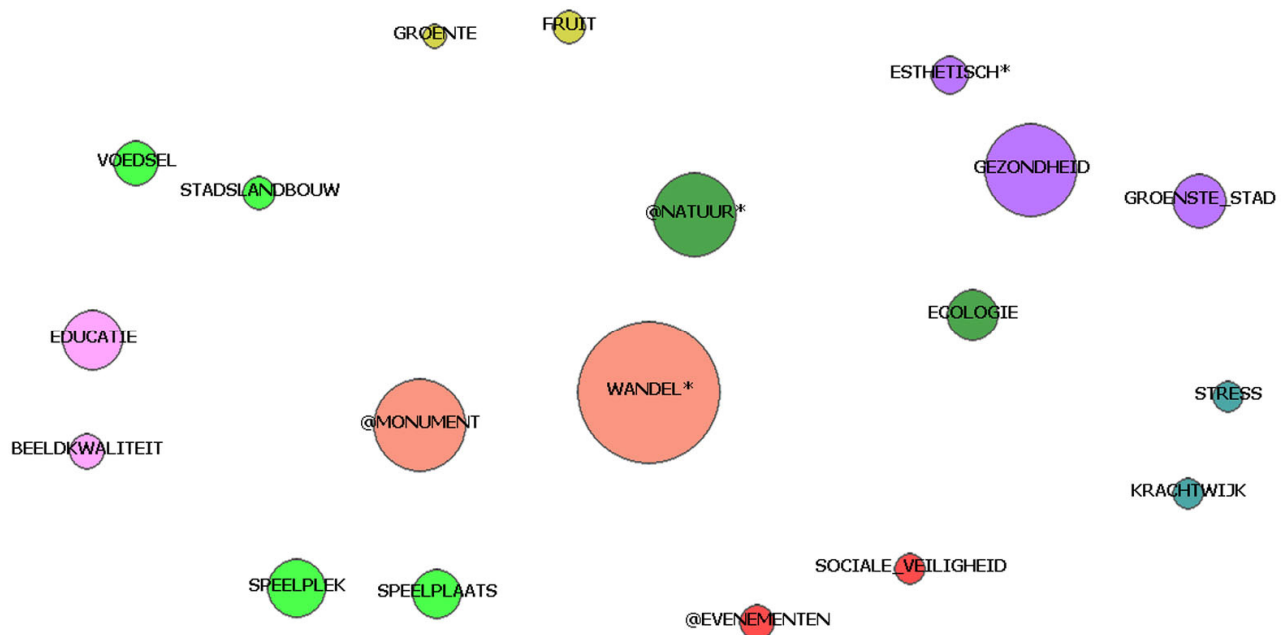 FRUIT
GROENTE
ESTHETISCH*
VOEDSEL
GEZONDHEID
STADSLANDBOUW
GROENSTE_STAD
@NATUUR*
ECOLOGIE
EDUCATIE
WANDEL*
STRESS
@MONUMENT
BEELDKWALITEIT
KRACHTWIJK
SOCIALE_VEILIGHEID
SPEELPLEK
SPEELPLAATS
@EVENEMENTEN